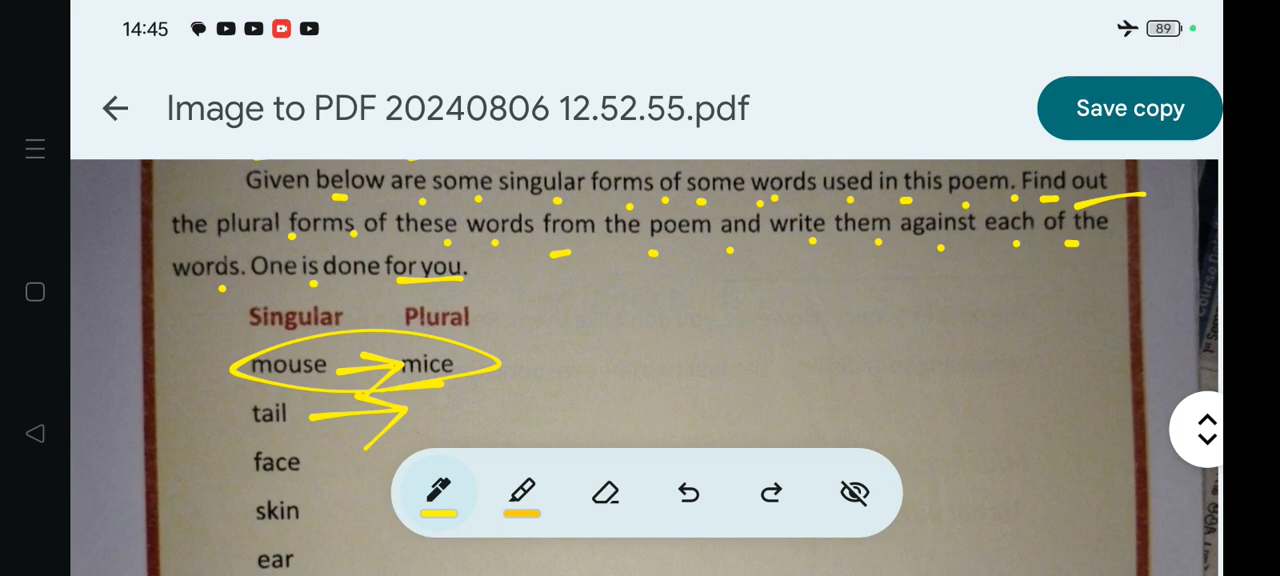 14:45
89
Image to PDF 20240806 12.52.55.pdf
Save copy
Given below are some singular forms of some words used in this poem. Find out
the plural forms of these words from the poem and write them against each of the
words. One is done for you.
Singular Plural
mouse mice
tail
face
skin
ear